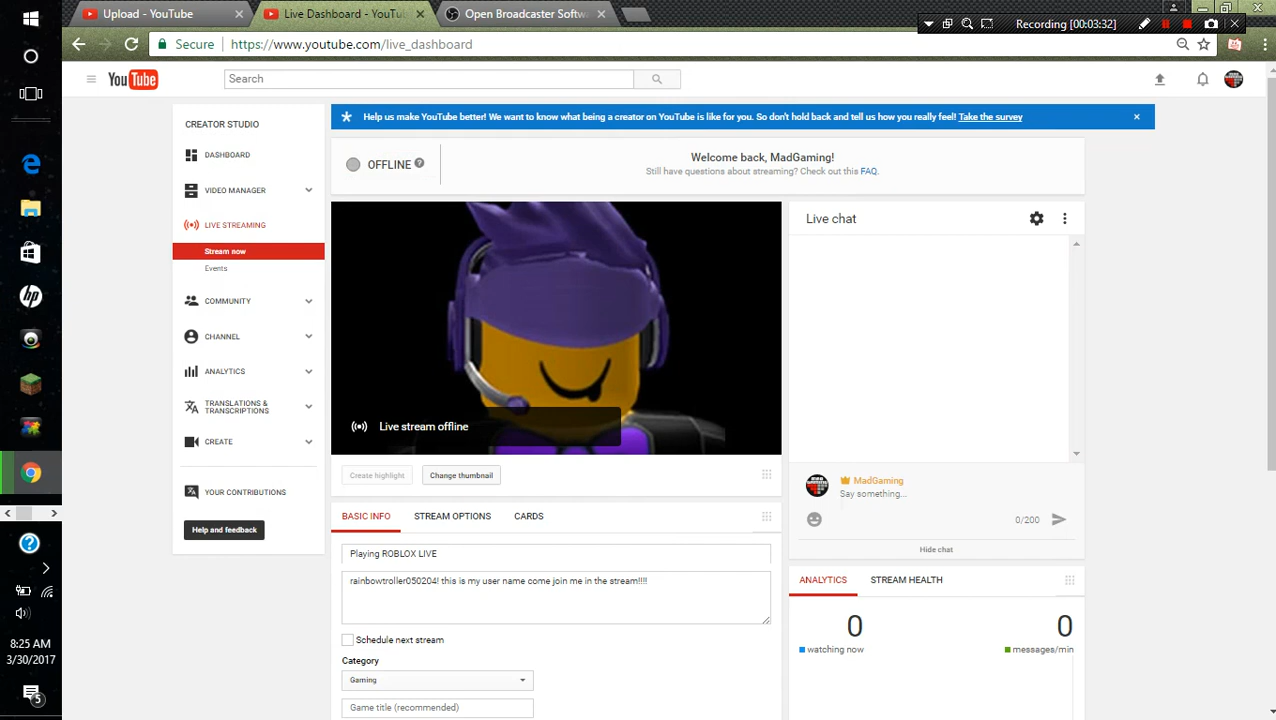 Upload - YouTube
Live Dashboard - YouTu
Open Broadcaster Softw
Recording [00:03:32]
Secure
https://www.youtube.com/live_dashboard
YouTube
Search
CREATOR STUDIO
DASHBOARD
VIDEO MANAGER
LIVE STREAMING
Stream now
Events
COMMUNITY
CHANNEL
ANALYTICS
TRANSLATIONS &
TRANSCRIPTIONS
CREATE
YOUR CONTRIBUTIONS
Help and feedback
Help us make YouTube better! We want to know what being a creator on YouTube is like for you. So don't hold back and tell us how you really feel! Take the survey
OFFLINE
Welcome back, MadGaming!
Still have questions about streaming? Check out this FAQ.
Live stream offline
Create highlight
Change thumbnail
BASIC INFO
STREAM OPTIONS
CARDS
Playing ROBLOX LIVE
rainbowtroller050204! this is my user name come join me in the stream!!!!
Schedule next stream
Category
Gaming
Game title (recommended)
Live chat
MadGaming
Say something...
0/200
Hide chat
ANALYTICS
STREAM HEALTH
0
watching now
0
messages/min
hp
8:25 AM
3/30/2017
5